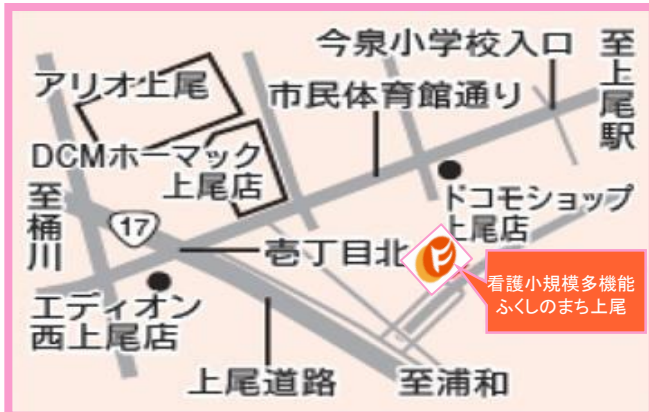 今泉小学校入口
至上尾駅
アリオ上尾
市民体育館通り
DCMホーマック
上尾店
至桶川
17
ドコモショップ
上尾店
壱丁目北
看護小規模多機能
ふくしのまち上尾
エディオン
西上尾店
上尾道路
至浦和